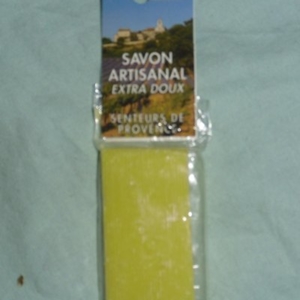 SAVON
ARTISANAL
EXTRA DOUX
SENTEURS DE
PROVENCE